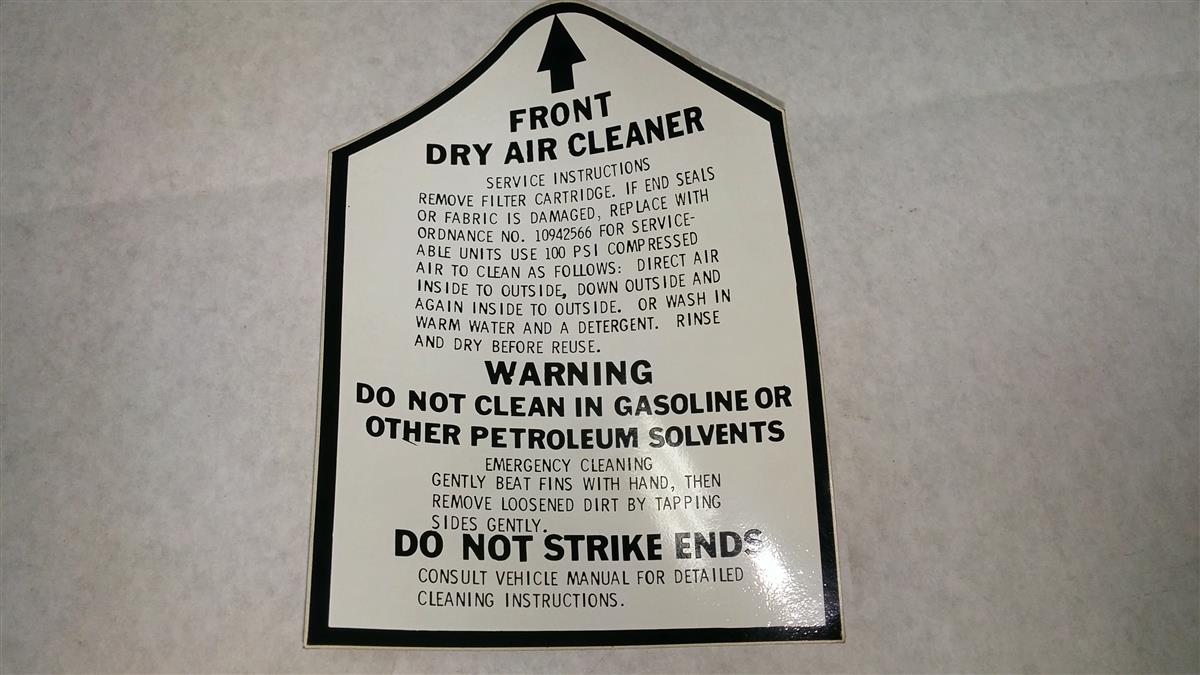 FRONT
DRY AIR CLEANER
SERVICE INSTRUCTIONS
REMOVE FILTER CARTRIDGE. IF END SEALS
OR FABRIC IS DAMAGED, REPLACE WITH
ORDNANCE NO. 10942566 FOR SERVICE-
ABLE UNITS USE 100 PSI COMPRESSED
AIR TO CLEAN AS FOLLOWS: DIRECT AIR
INSIDE TO OUTSIDE, DOWN OUTSIDE AND
AGAIN INSIDE TO OUTSIDE. OR WASH IN
WARM WATER AND A DETERGENT. RINSE
AND DRY BEFORE REUSE.
WARNING
DO NOT CLEAN IN GASOLINE OR
OTHER PETROLEUM SOLVENTS
EMERGENCY CLEANING
GENTLY BEAT FINS WITH HAND, THEN
REMOVE LOOSENED DIRT BY TAPPING
SIDES GENTLY.
DO NOT STRIKE ENDS
CONSULT VEHICLE MANUAL FOR DETAILED
CLEANING INSTRUCTIONS.